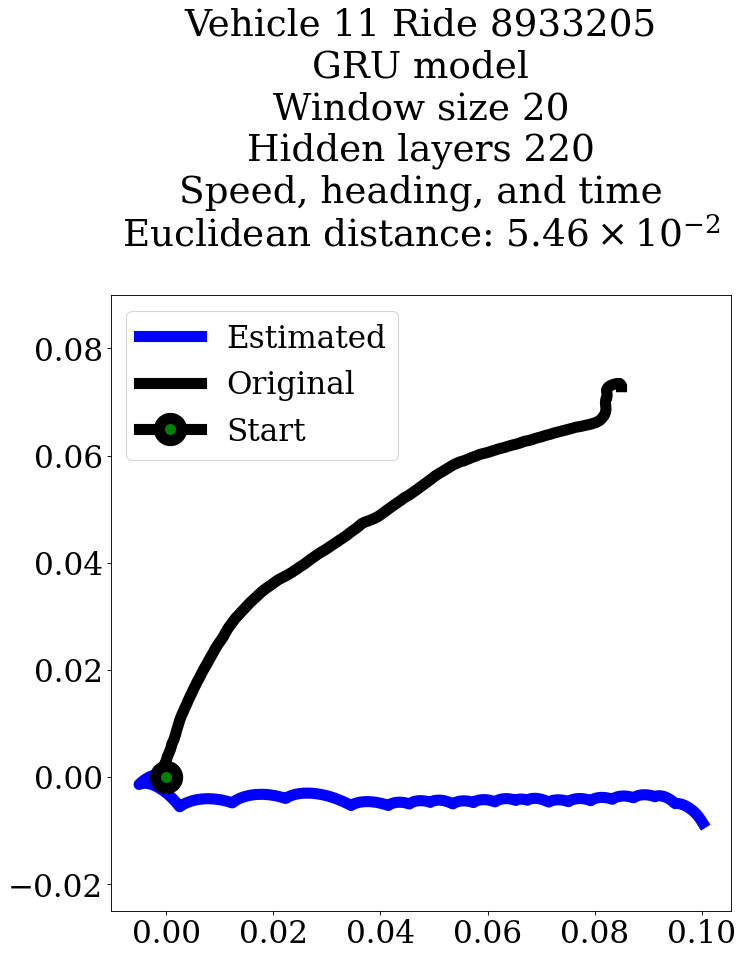 Vehicle 11 Ride 8933205
GRU model
Window size 20
Hidden layers 220
Speed, heading, and time
Euclidean distance: 5.46 × 10⁻²
Estimated
Original
Start
0.08
0.06
0.04
0.02
0.00
−0.02
0.00 0.02 0.04 0.06 0.08 0.10